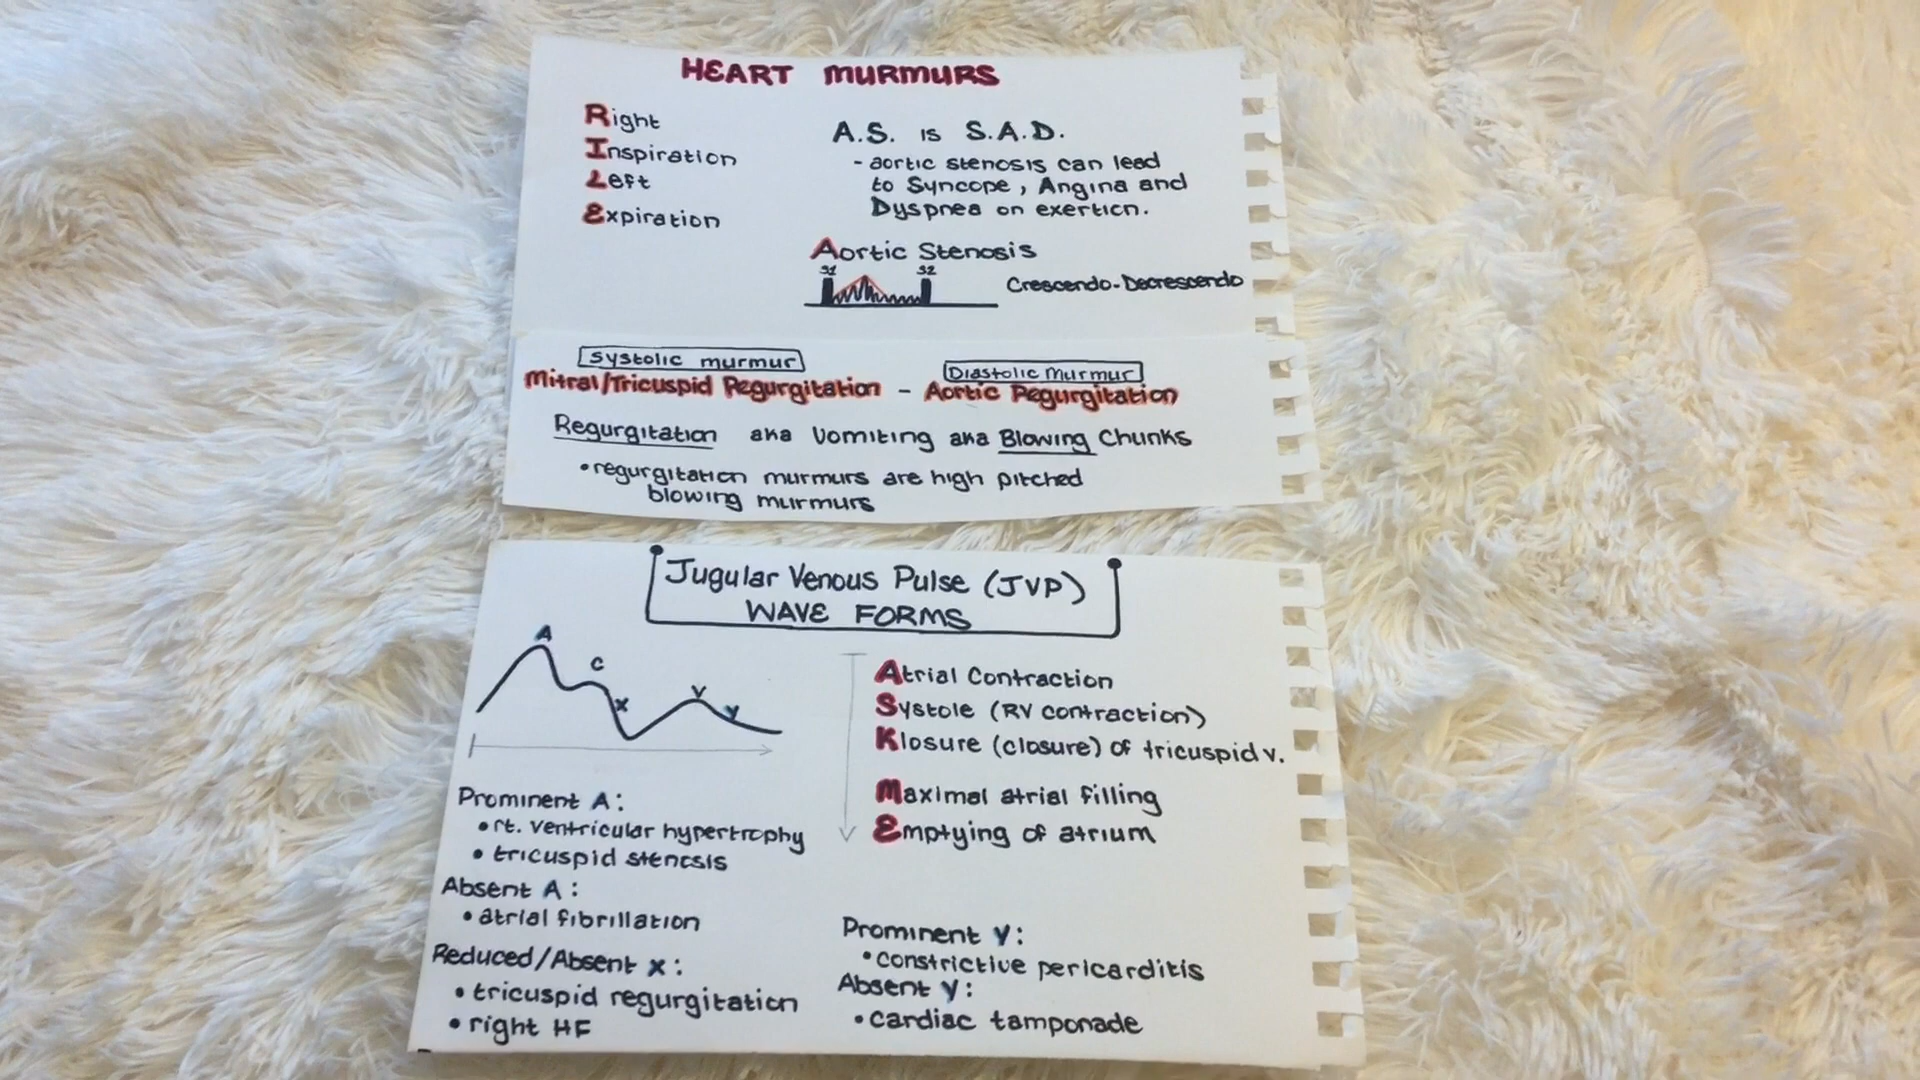 HEART MURMURS
Right
Inspiration
Left
Expiration
A.S. is S.A.D.
- aortic stenosis can lead
to Syncope, Angina and
Dyspnea on exertion.
Aortic Stenosis
S1 S2
Crescendo-Decrescendo
Systolic murmur
Diastolic Murmur
Mitral/Tricuspid Regurgitation - Aortic Regurgitation
Regurgitation aka Vomiting aka Blowing Chunks
• regurgitation murmurs are high pitched
blowing murmurs
Jugular Venous Pulse (JVP)
WAVE FORMS
A
C
X
V
Y
Atrial Contraction
Systole (RV contraction)
Klosure (closure) of tricuspid v.
Maximal atrial filling
Emptying of atrium
Prominent A:
• rt. ventricular hypertrophy
• tricuspid stenosis
Absent A:
• atrial fibrillation
Reduced/Absent x:
• tricuspid regurgitation
• right HF
Prominent Y:
• constrictive pericarditis
Absent Y:
• cardiac tamponade